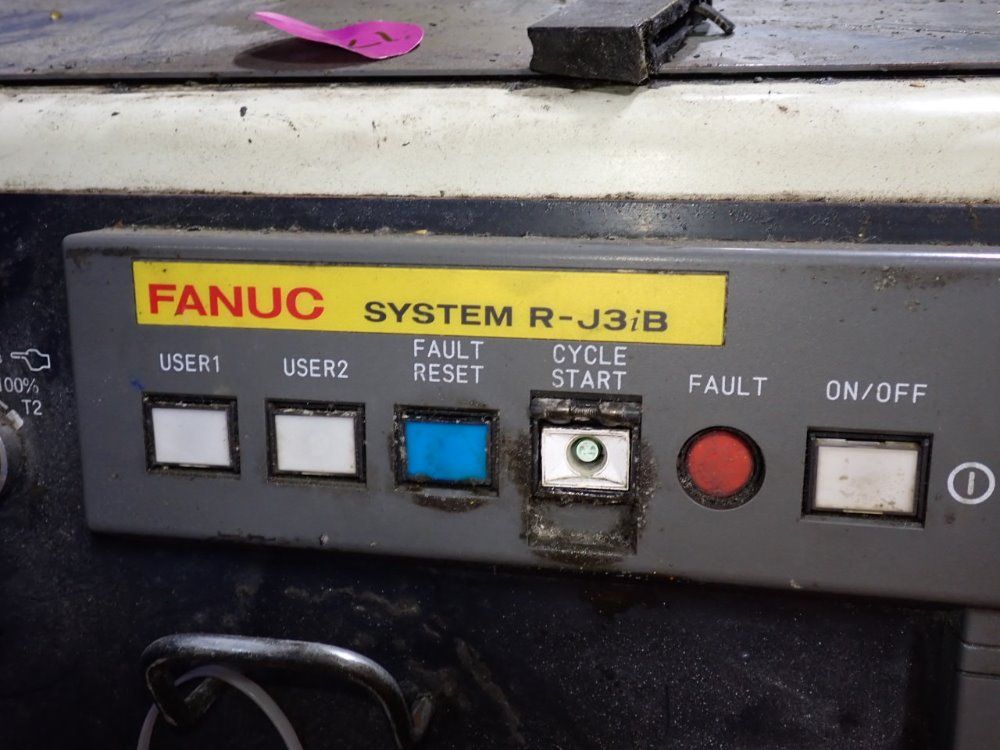 FANUC SYSTEM R-J3iB
USER1
USER2
FAULT
RESET
CYCLE
START
FAULT
ON/OFF
100%
T2